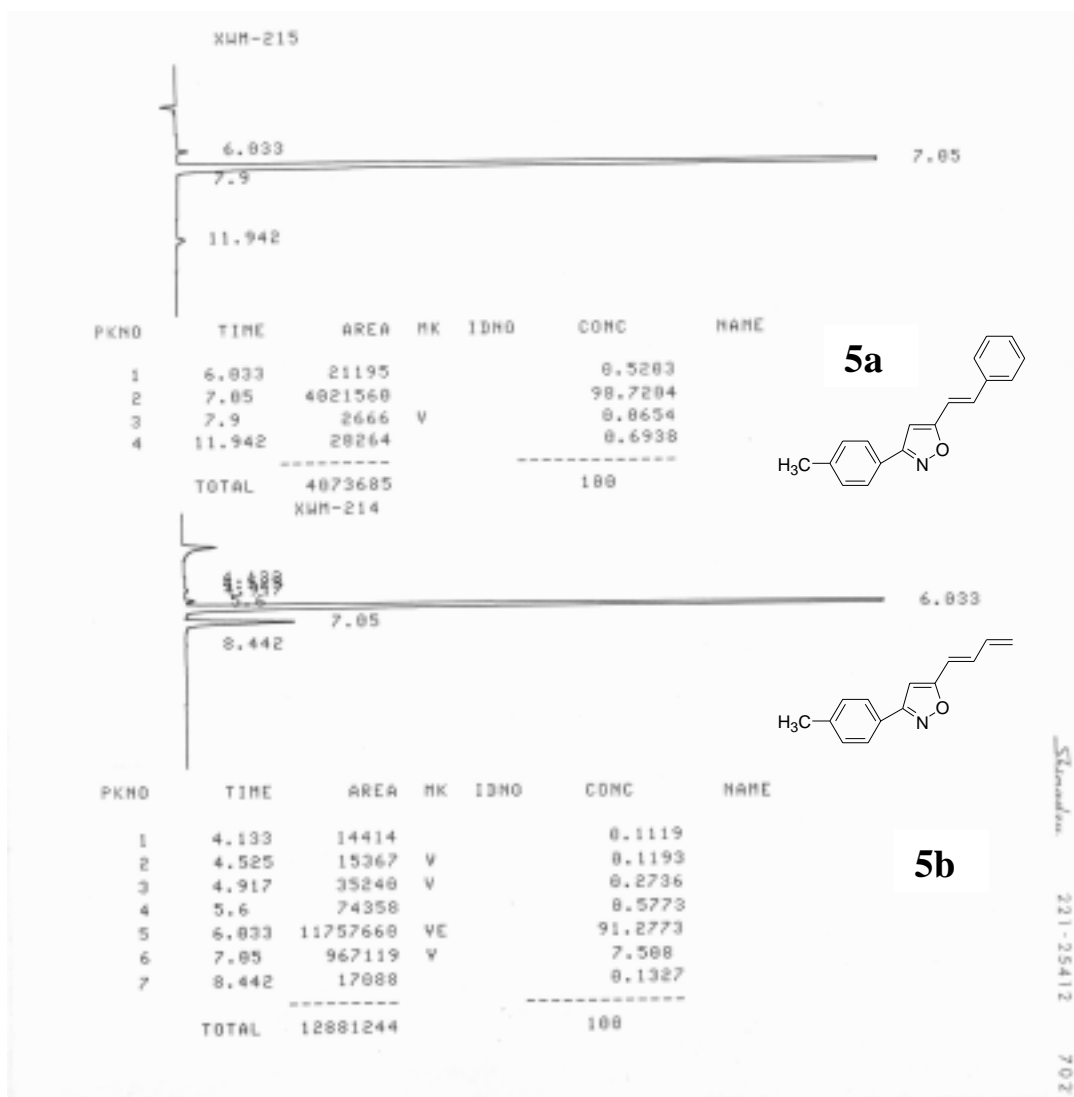 XWM-215
6.033
7.05
7.9
11.942
PKNO TIME AREA MK IDNO CONC NAME
1 6.033 21195 0.5203
2 7.05 4021560 98.7204
3 7.9 2666 V 0.0654
4 11.942 28264 0.6938
TOTAL 4073685 100
5a
H3C
N
O
XWM-214
5.6
6.033
7.05
8.442
H3C
N
O
PKNO TIME AREA MK IDNO CONC NAME
1 4.133 14414 0.1119
2 4.525 15367 V 0.1193
3 4.917 35240 V 0.2736
4 5.6 74358 0.5773
5 6.033 11757660 VE 91.2773
6 7.05 967119 V 7.508
7 8.442 17088 0.1327
TOTAL 12881244 100
5b
221-25412 702